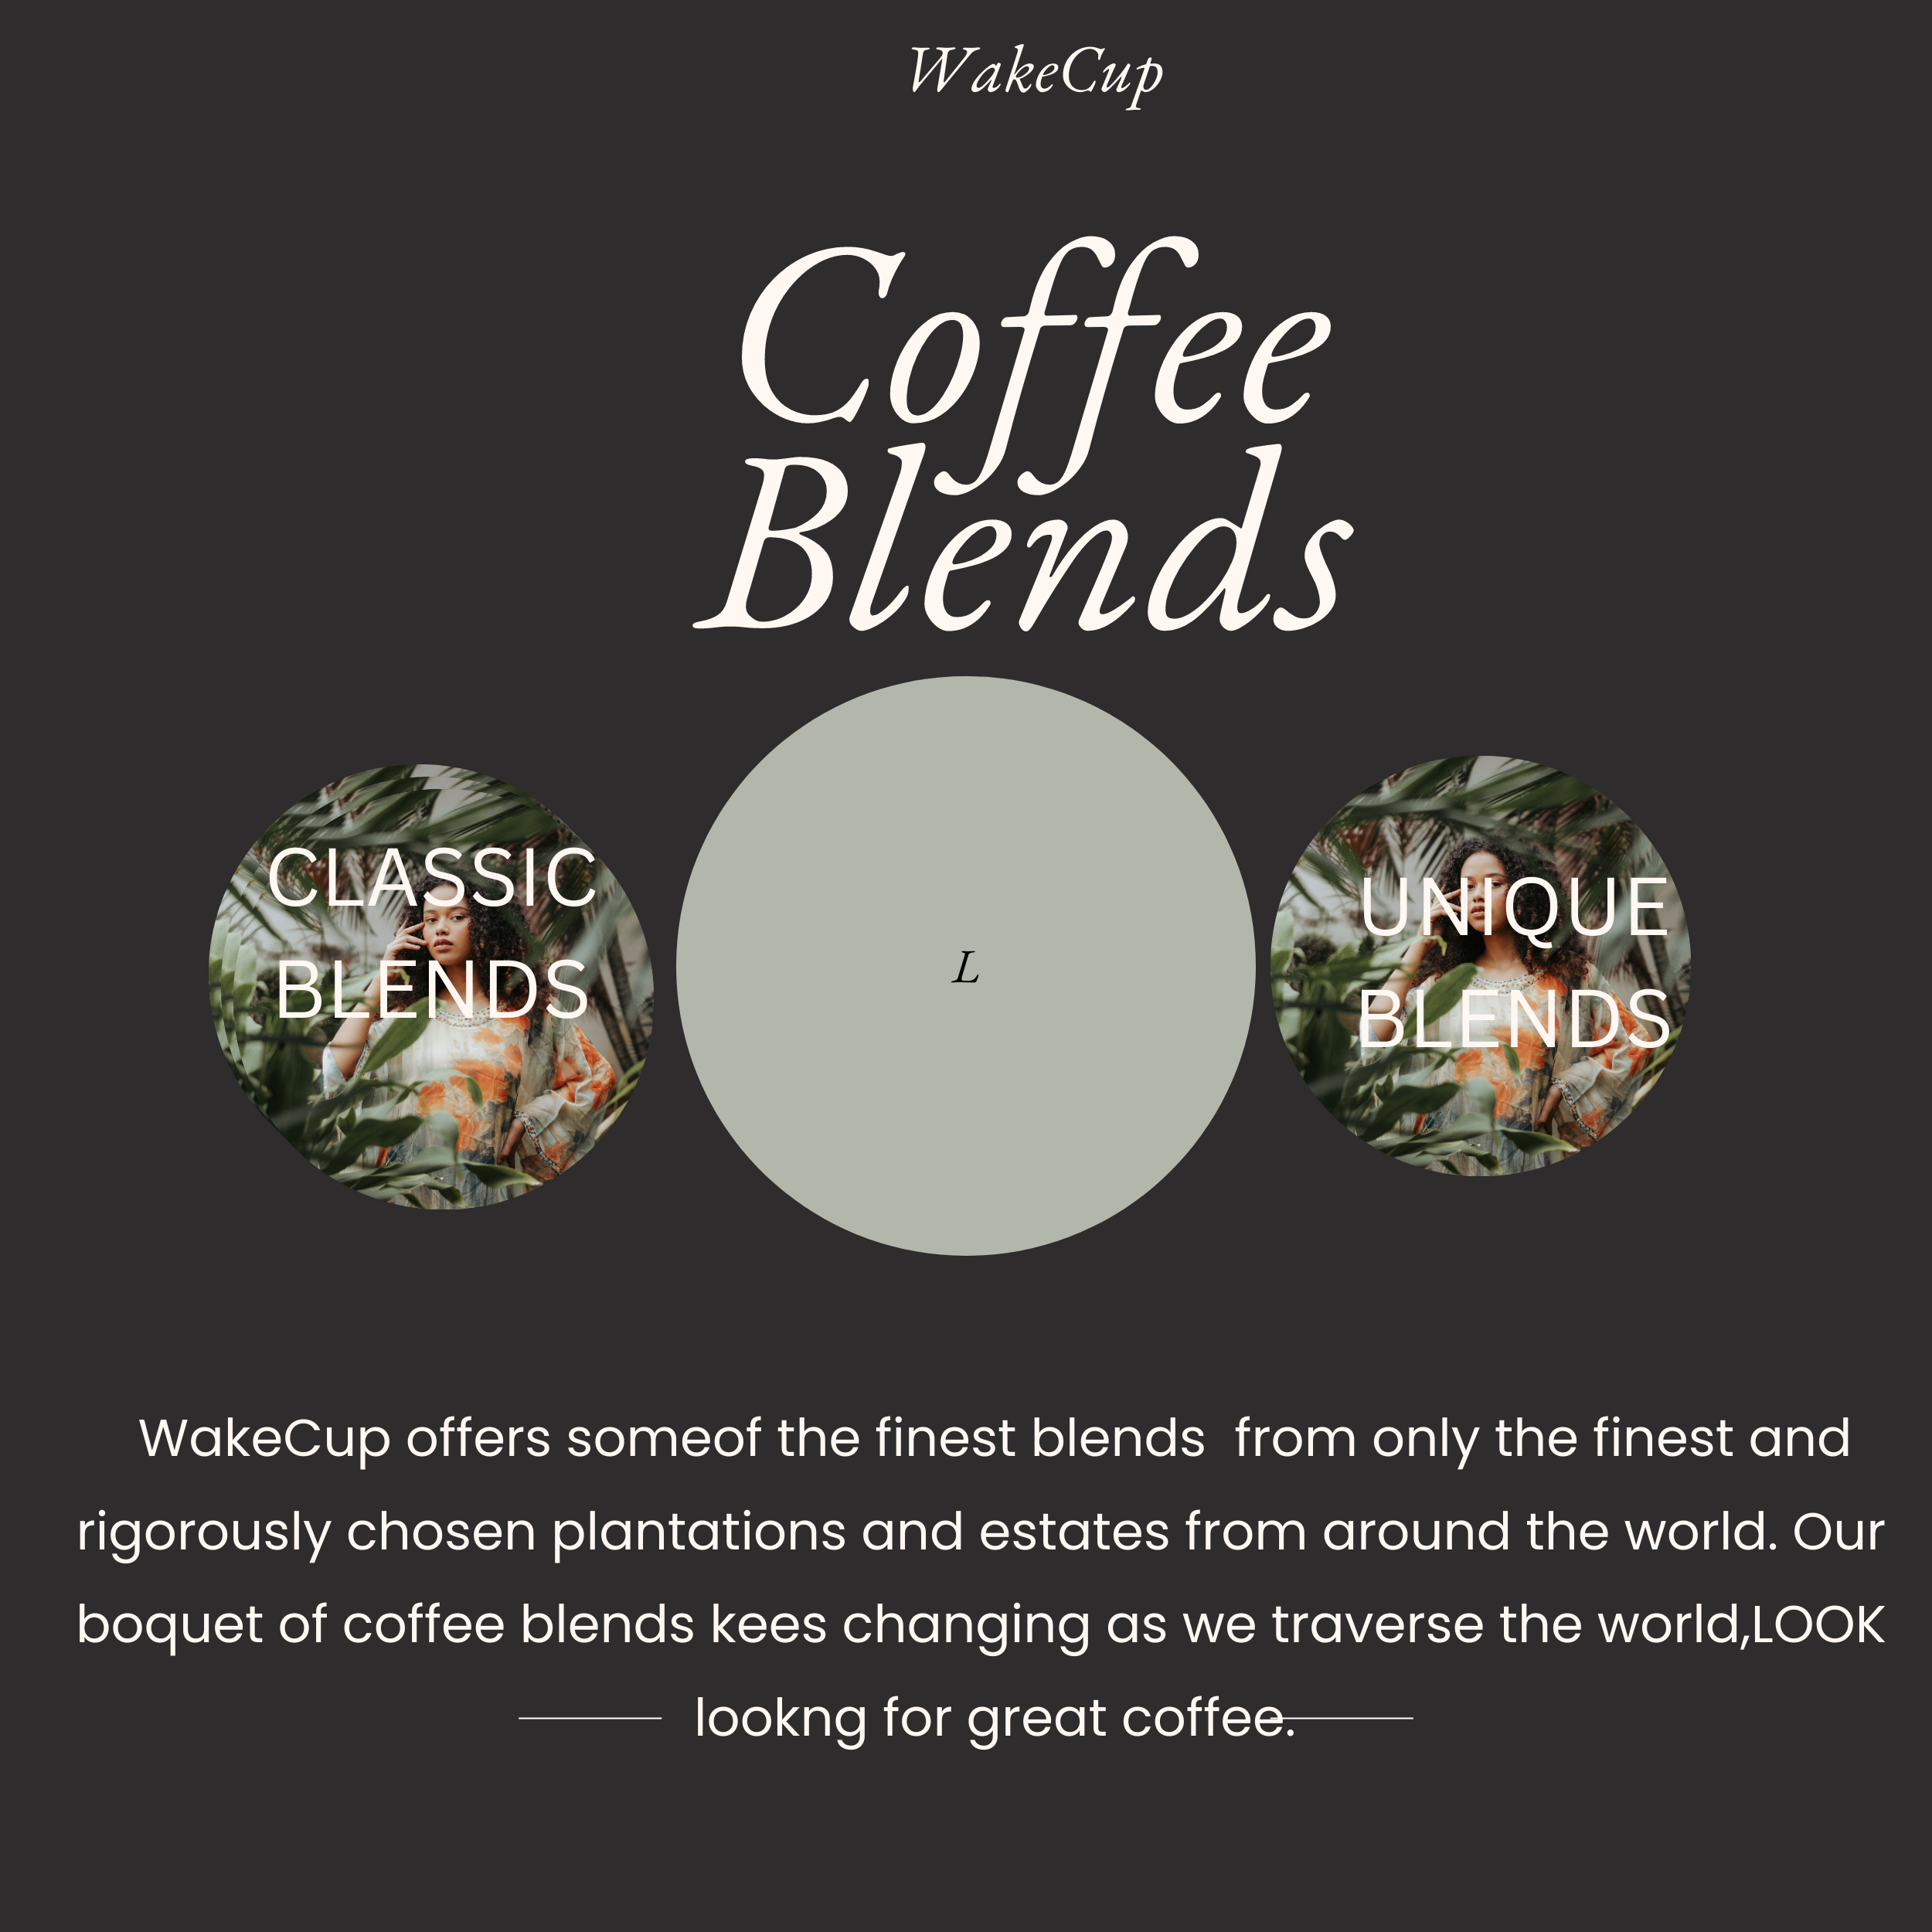 WakeCup
Coffee
Blends
CLASSIC
BLENDS
L
UNIQUE
BLENDS
WakeCup offers someof the finest blends  from only the finest and
rigorously chosen plantations and estates from around the world. Our
boquet of coffee blends kees changing as we traverse the world,LOOK
lookng for great coffee.